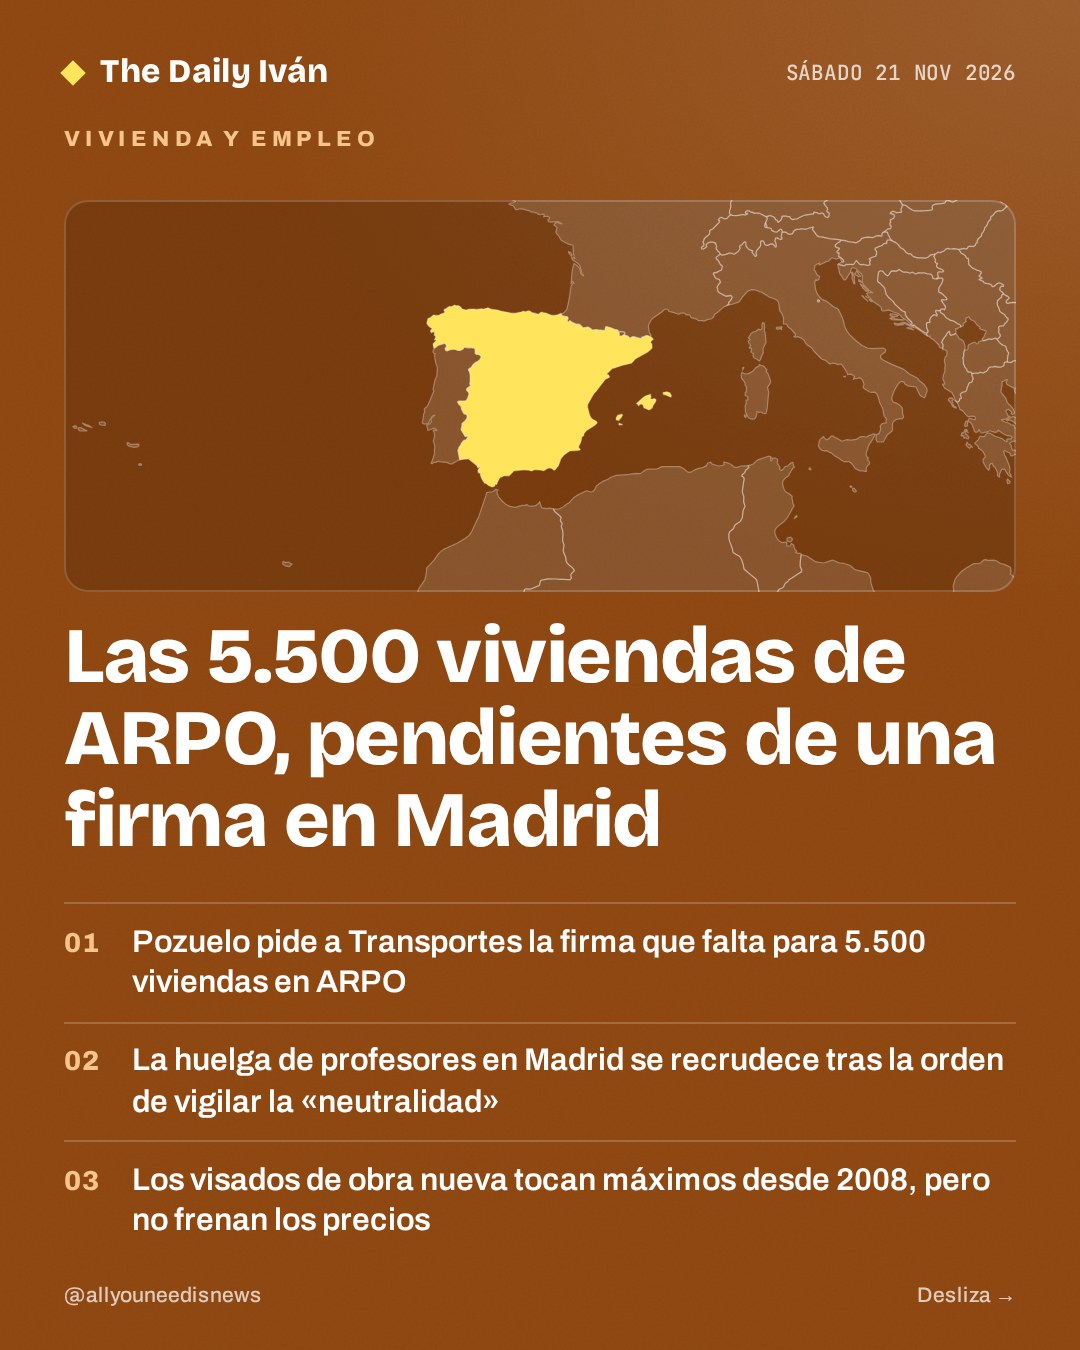 The Daily Iván
SÁBADO 21 NOV 2026
VIVIENDA Y EMPLEO
Las 5.500 viviendas de
ARPO, pendientes de una
firma en Madrid
01 Pozuelo pide a Transportes la firma que falta para 5.500
viviendas en ARPO
02 La huelga de profesores en Madrid se recrudece tras la orden
de vigilar la «neutralidad»
03 Los visados de obra nueva tocan máximos desde 2008, pero
no frenan los precios
@allyouneedisnews
Desliza →